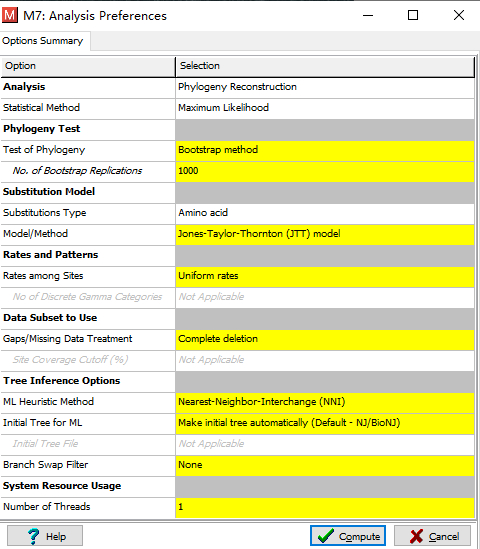 M M7: Analysis Preferences
Options Summary
Option Selection
Analysis Phylogeny Reconstruction
Statistical Method Maximum Likelihood
Phylogeny Test
Test of Phylogeny Bootstrap method
No. of Bootstrap Replications 1000
Substitution Model
Substitutions Type Amino acid
Model/Method Jones-Taylor-Thornton (JTT) model
Rates and Patterns
Rates among Sites Uniform rates
No of Discrete Gamma Categories Not Applicable
Data Subset to Use
Gaps/Missing Data Treatment Complete deletion
Site Coverage Cutoff (%) Not Applicable
Tree Inference Options
ML Heuristic Method Nearest-Neighbor-Interchange (NNI)
Initial Tree for ML Make initial tree automatically (Default - NJ/BioNJ)
Initial Tree File Not Applicable
Branch Swap Filter None
System Resource Usage
Number of Threads 1
? Help Compute Cancel